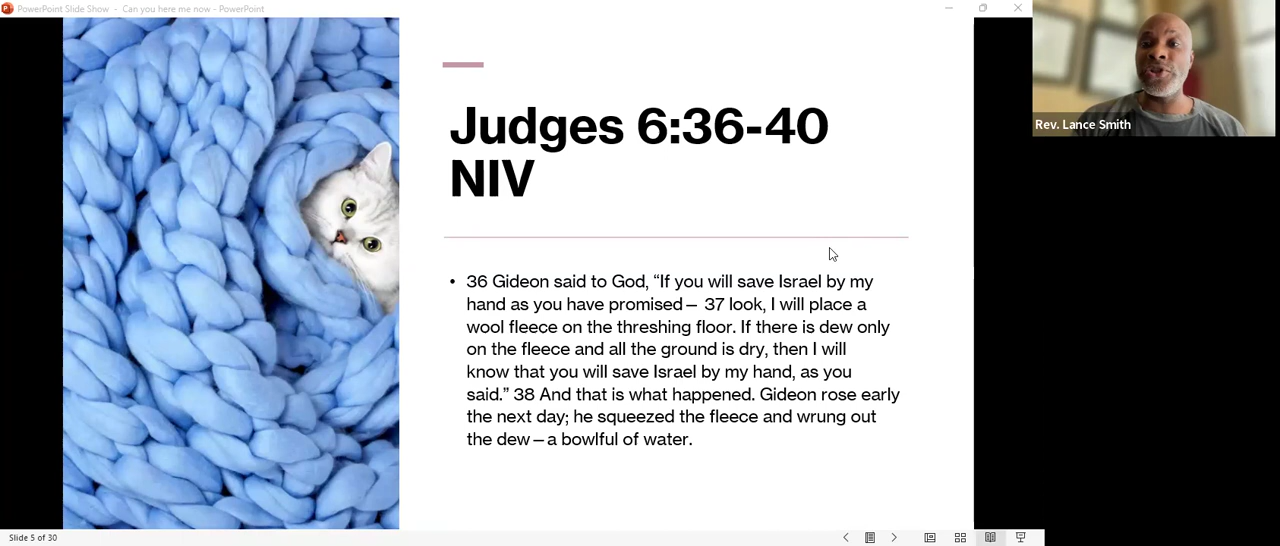 PowerPoint Slide Show - Can you here me now - PowerPoint
Rev. Lance Smith
Judges 6:36-40
NIV
• 36 Gideon said to God, “If you will save Israel by my
hand as you have promised— 37 look, I will place a
wool fleece on the threshing floor. If there is dew only
on the fleece and all the ground is dry, then I will
know that you will save Israel by my hand, as you
said.” 38 And that is what happened. Gideon rose early
the next day; he squeezed the fleece and wrung out
the dew—a bowlful of water.
Slide 5 of 30